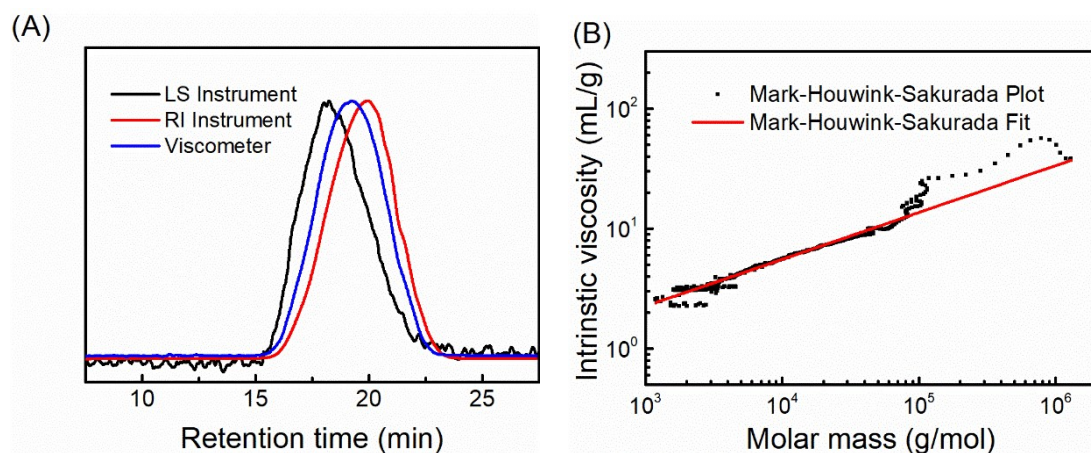 (A)
LS Instrument
RI Instrument
Viscometer
10 15 20 25
Retention time (min)
(B)
Intrinstic viscosity (mL/g)
10² 10¹ 10⁰
Mark-Houwink-Sakurada Plot
Mark-Houwink-Sakurada Fit
10³ 10⁴ 10⁵ 10⁶
Molar mass (g/mol)